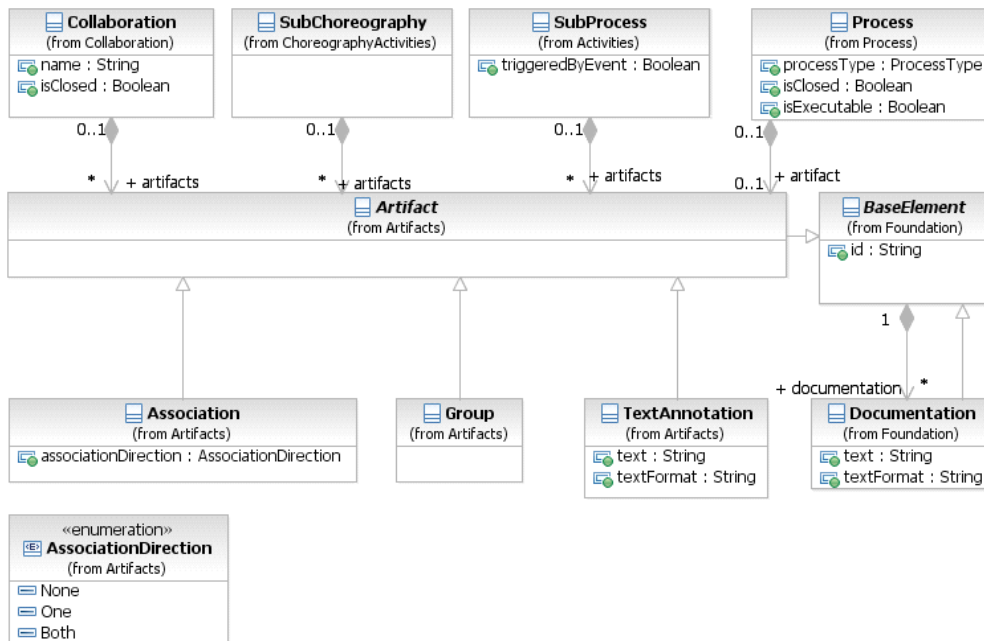 Collaboration
(from Collaboration)
name : String
isClosed : Boolean
SubChoreography
(from ChoreographyActivities)
SubProcess
(from Activities)
triggeredByEvent : Boolean
Process
(from Process)
processType : ProcessType
isClosed : Boolean
isExecutable : Boolean
0..1
0..1
0..1
0..1
*
+ artifacts
*
+ artifacts
*
+ artifacts
0..1
+ artifact
Artifact
(from Artifacts)
BaseElement
(from Foundation)
id : String
1
+ documentation
*
Association
(from Artifacts)
associationDirection : AssociationDirection
Group
(from Artifacts)
TextAnnotation
(from Artifacts)
text : String
textFormat : String
Documentation
(from Foundation)
text : String
textFormat : String
«enumeration»
<E> AssociationDirection
(from Artifacts)
None
One
Both